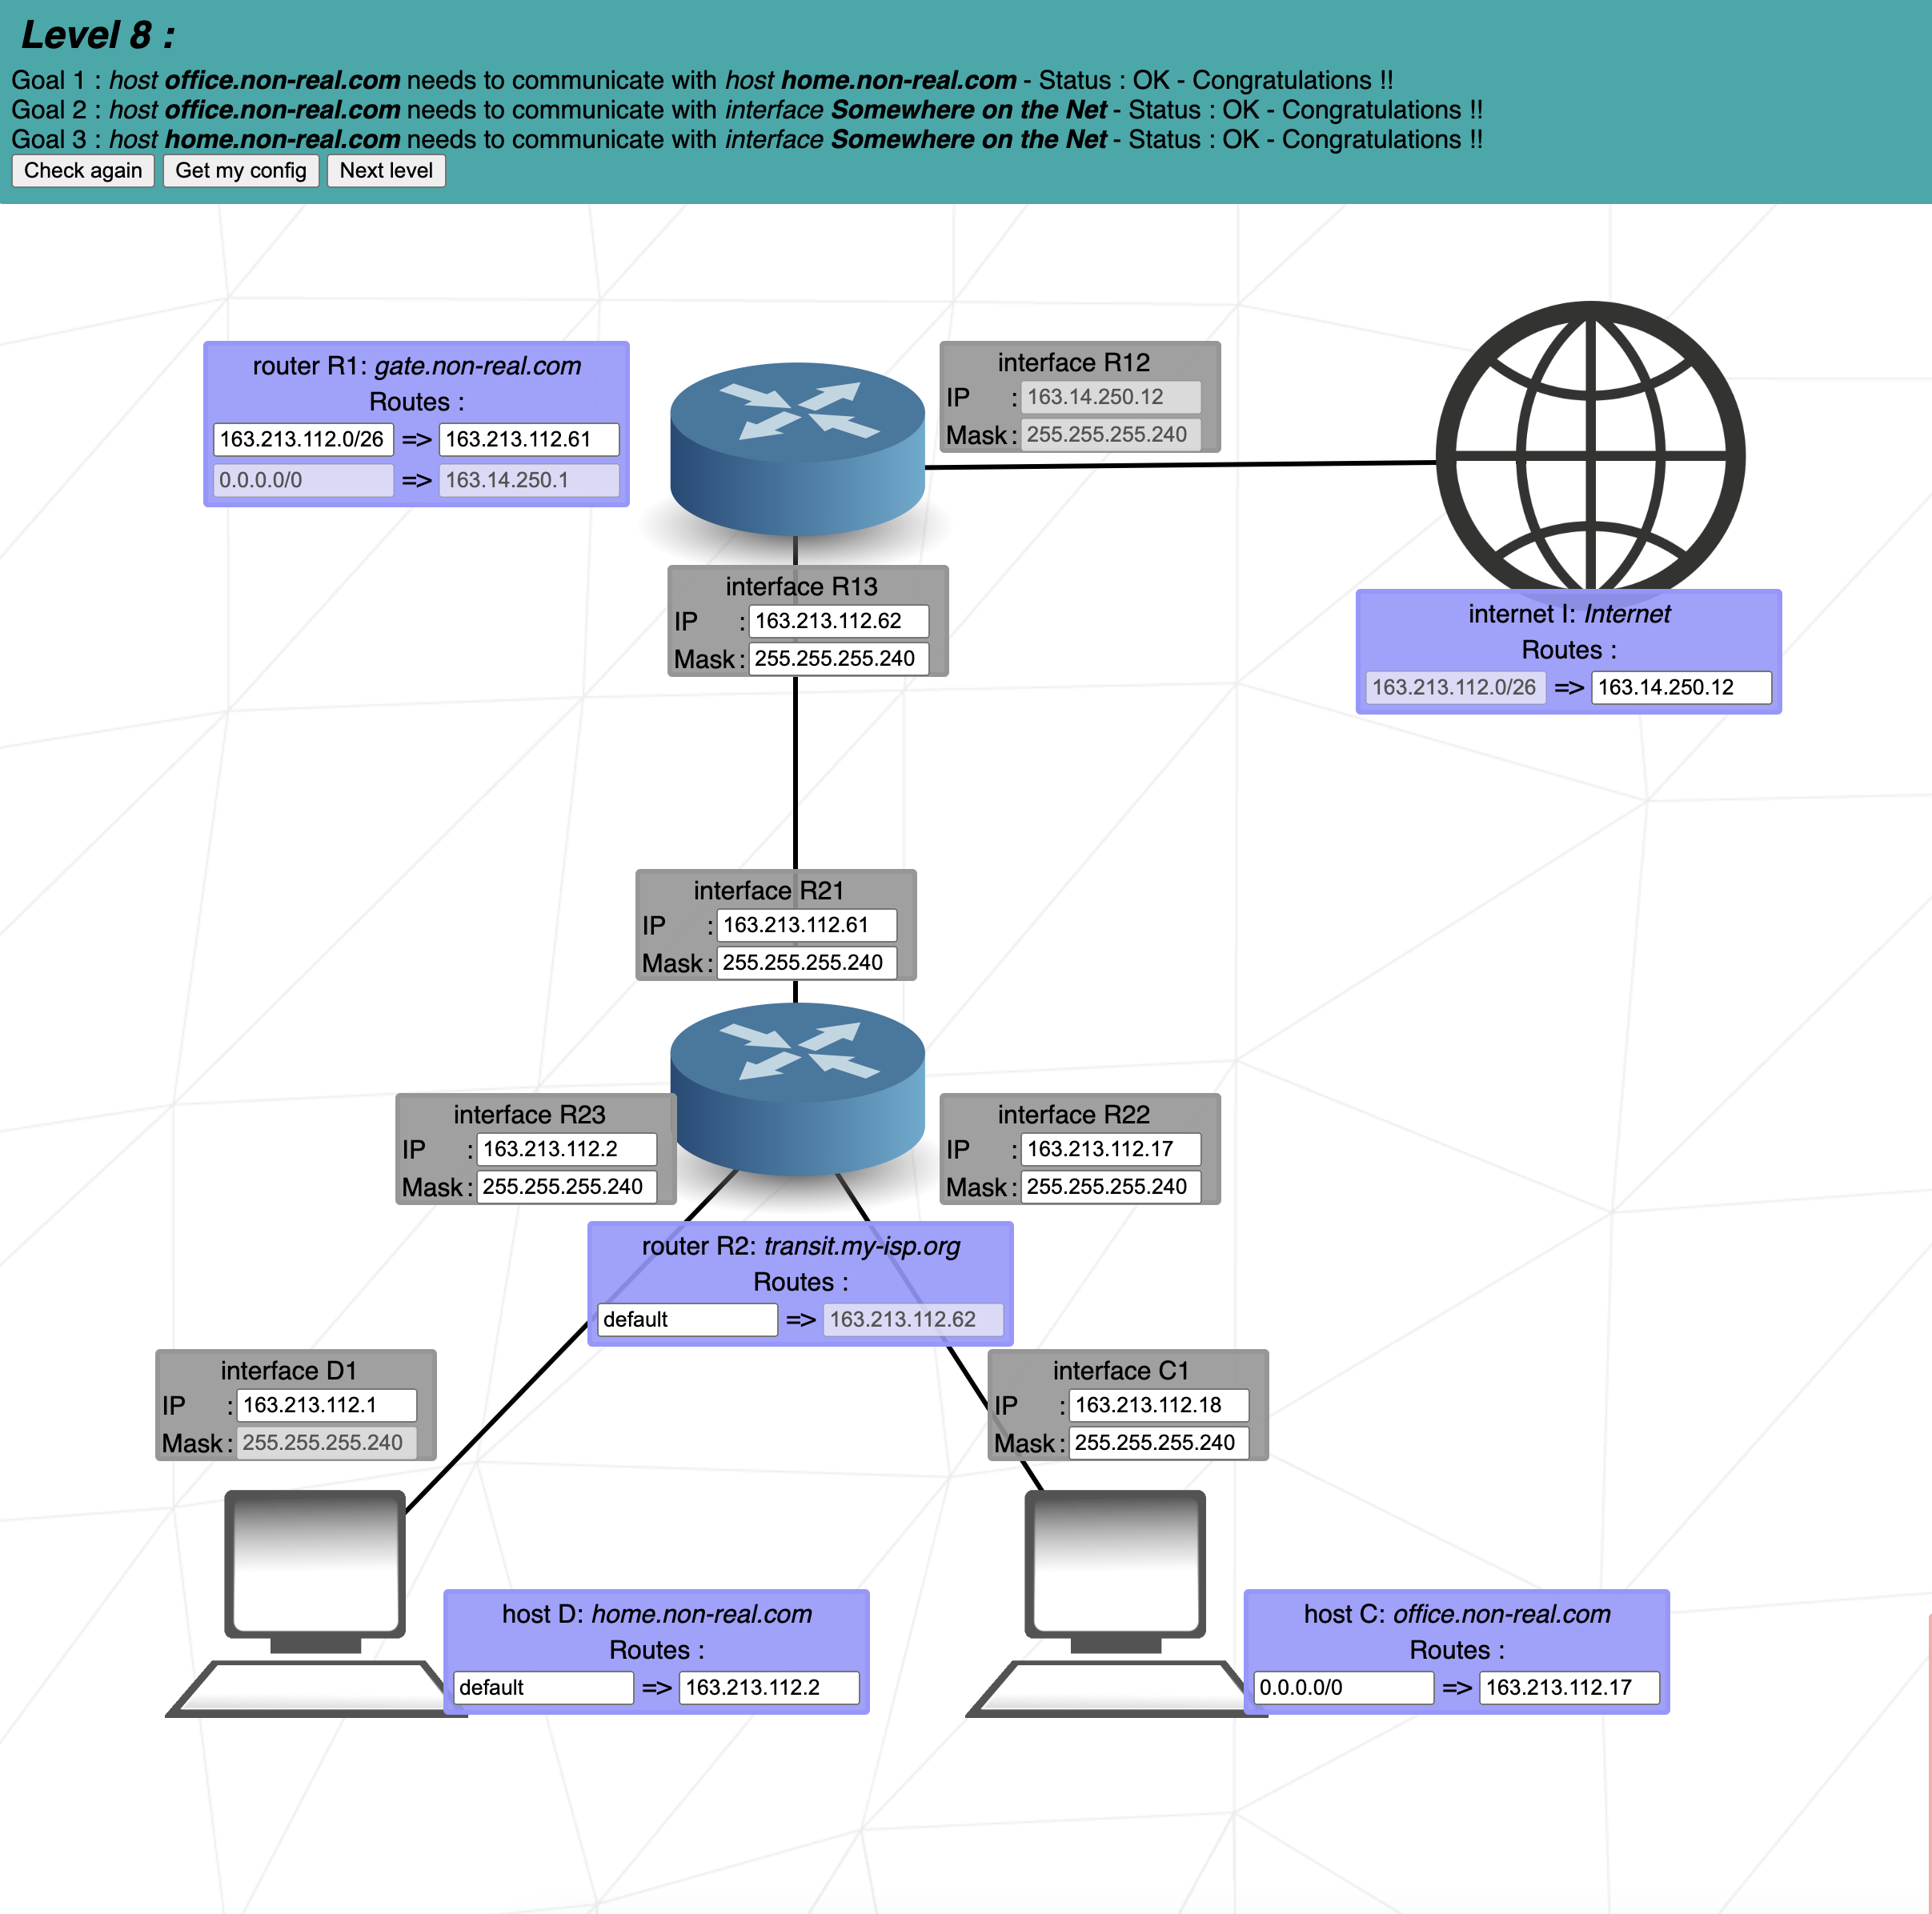 Level 8 :
Goal 1 : host office.non-real.com needs to communicate with host home.non-real.com - Status : OK - Congratulations !!
Goal 2 : host office.non-real.com needs to communicate with interface Somewhere on the Net - Status : OK - Congratulations !!
Goal 3 : host home.non-real.com needs to communicate with interface Somewhere on the Net - Status : OK - Congratulations !!
Check again Get my config Next level
router R1: gate.non-real.com
Routes :
163.213.112.0/26 => 163.213.112.61
0.0.0.0/0 => 163.14.250.1
interface R12
IP : 163.14.250.12
Mask : 255.255.255.240
interface R13
IP : 163.213.112.62
Mask : 255.255.255.240
internet I: Internet
Routes :
163.213.112.0/26 => 163.14.250.12
interface R21
IP : 163.213.112.61
Mask : 255.255.255.240
interface R23
IP : 163.213.112.2
Mask : 255.255.255.240
interface R22
IP : 163.213.112.17
Mask : 255.255.255.240
router R2: transit.my-isp.org
Routes :
default => 163.213.112.62
interface D1
IP : 163.213.112.1
Mask : 255.255.255.240
interface C1
IP : 163.213.112.18
Mask : 255.255.255.240
host D: home.non-real.com
Routes :
default => 163.213.112.2
host C: office.non-real.com
Routes :
0.0.0.0/0 => 163.213.112.17